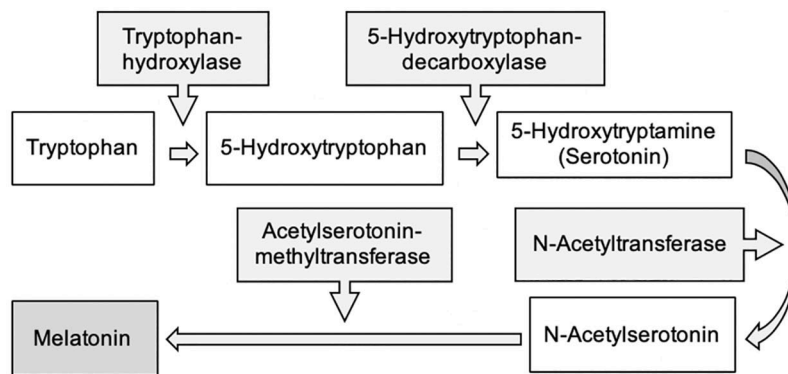 Tryptophan-
hydroxylase
5-Hydroxytryptophan-
decarboxylase
Tryptophan
5-Hydroxytryptophan
5-Hydroxytryptamine
(Serotonin)
Acetylserotonin-
methyltransferase
N-Acetyltransferase
Melatonin
N-Acetylserotonin